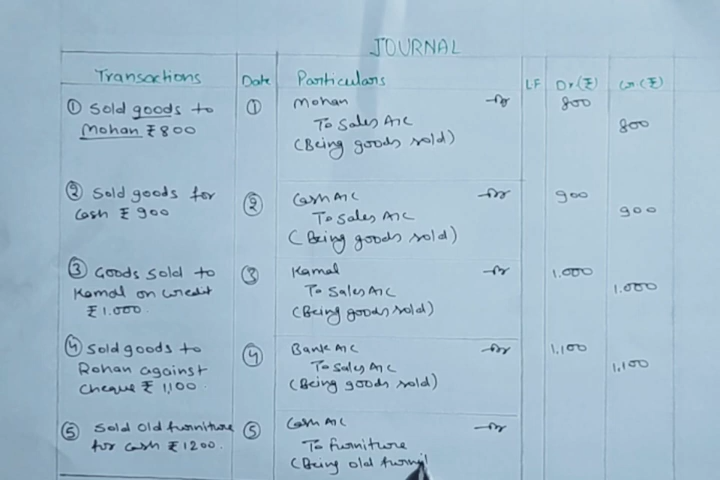 JOURNAL
Transactions Date Particulars LF Dr.(₹) Cr.(₹)
① Sold goods to ① Mohan Dr 800
Mohan ₹ 800 To Sales A/c 800
(Being goods sold)
② Sold goods for ② Cash A/c Dr 900
Cash ₹ 900 To Sales A/c 900
(Being goods sold)
③ Goods sold to ③ Kamal Dr 1,000
Kamal on credit To Sales A/c 1,000
₹ 1,000 (Being goods sold)
④ Sold goods to ④ Bank A/c Dr 1,100
Rohan against To Sales A/c 1,100
Cheque ₹ 1,100. (Being goods sold)
⑤ Sold Old furniture ⑤ Cash A/c Dr
for Cash ₹ 1200. To furniture
(Being old furni